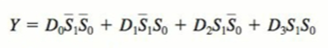 Y = D₀S̅₁S̅₀ + D₁S̅₁S₀ + D₂S₁S̅₀ + D₃S₁S₀